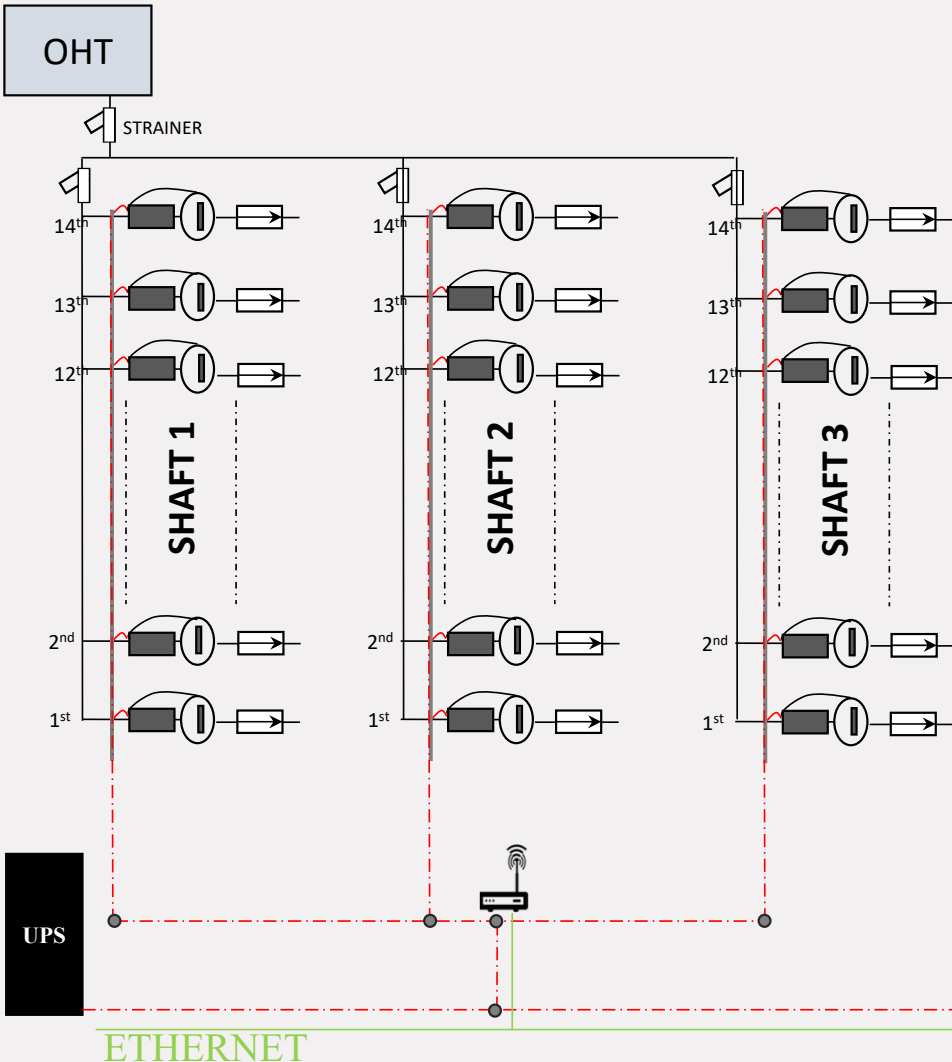 OHT
STRAINER
14th 14th 14th
13th 13th 13th
12th 12th 12th
SHAFT 1 SHAFT 2 SHAFT 3
2nd 2nd 2nd
1st 1st 1st
UPS
ETHERNET